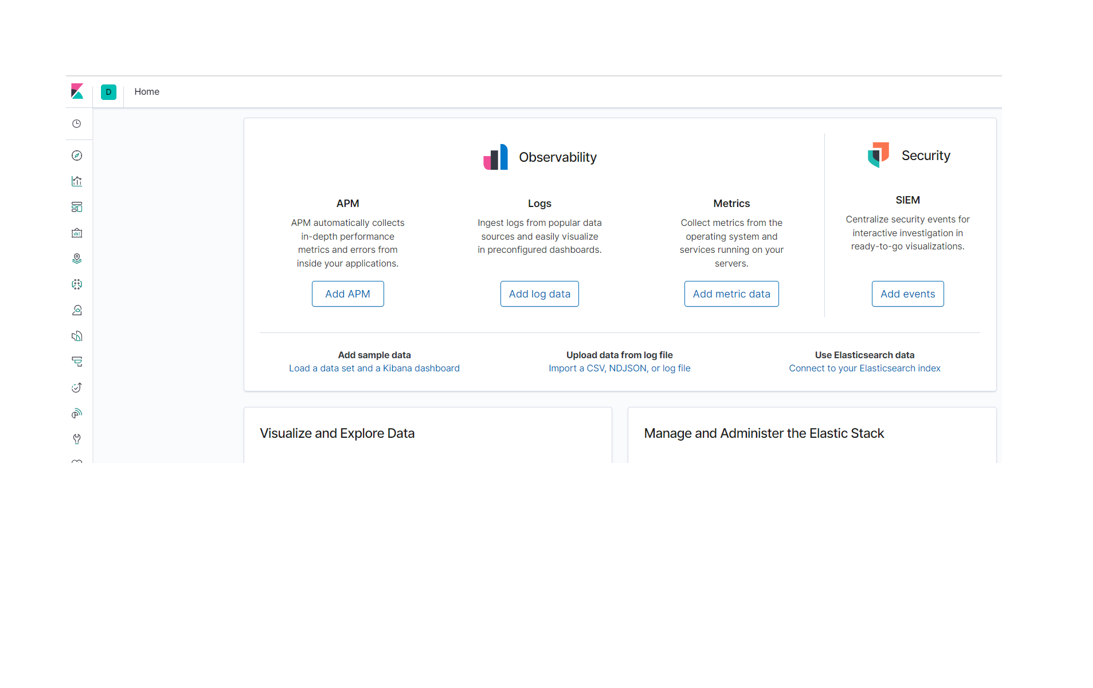 D Home
Observability
Security
APM
APM automatically collects
in-depth performance
metrics and errors from
inside your applications.
Add APM
Logs
Ingest logs from popular data
sources and easily visualize
in preconfigured dashboards.
Add log data
Metrics
Collect metrics from the
operating system and
services running on your
servers.
Add metric data
SIEM
Centralize security events for
interactive investigation in
ready-to-go visualizations.
Add events
Add sample data
Load a data set and a Kibana dashboard
Upload data from log file
Import a CSV, NDJSON, or log file
Use Elasticsearch data
Connect to your Elasticsearch index
Visualize and Explore Data
Manage and Administer the Elastic Stack